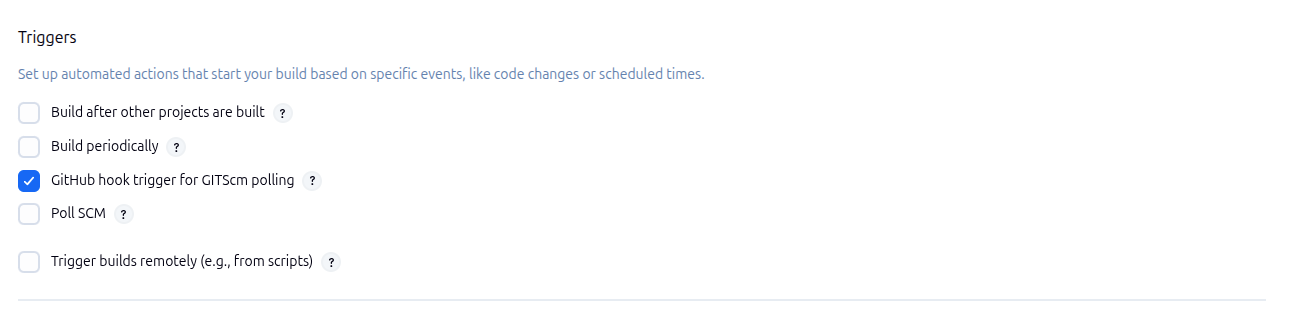 Triggers
Set up automated actions that start your build based on specific events, like code changes or scheduled times.
Build after other projects are built ?
Build periodically ?
GitHub hook trigger for GITScm polling ?
Poll SCM ?
Trigger builds remotely (e.g., from scripts) ?